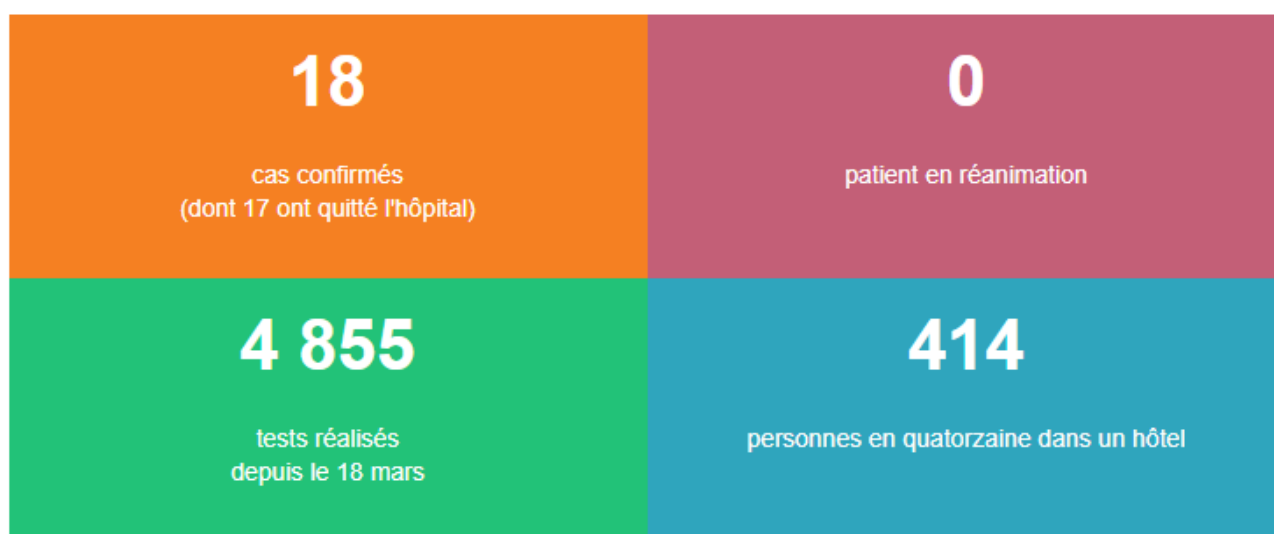 18
cas confirmés
(dont 17 ont quitté l'hôpital)
0
patient en réanimation
4 855
tests réalisés
depuis le 18 mars
414
personnes en quatorzaine dans un hôtel